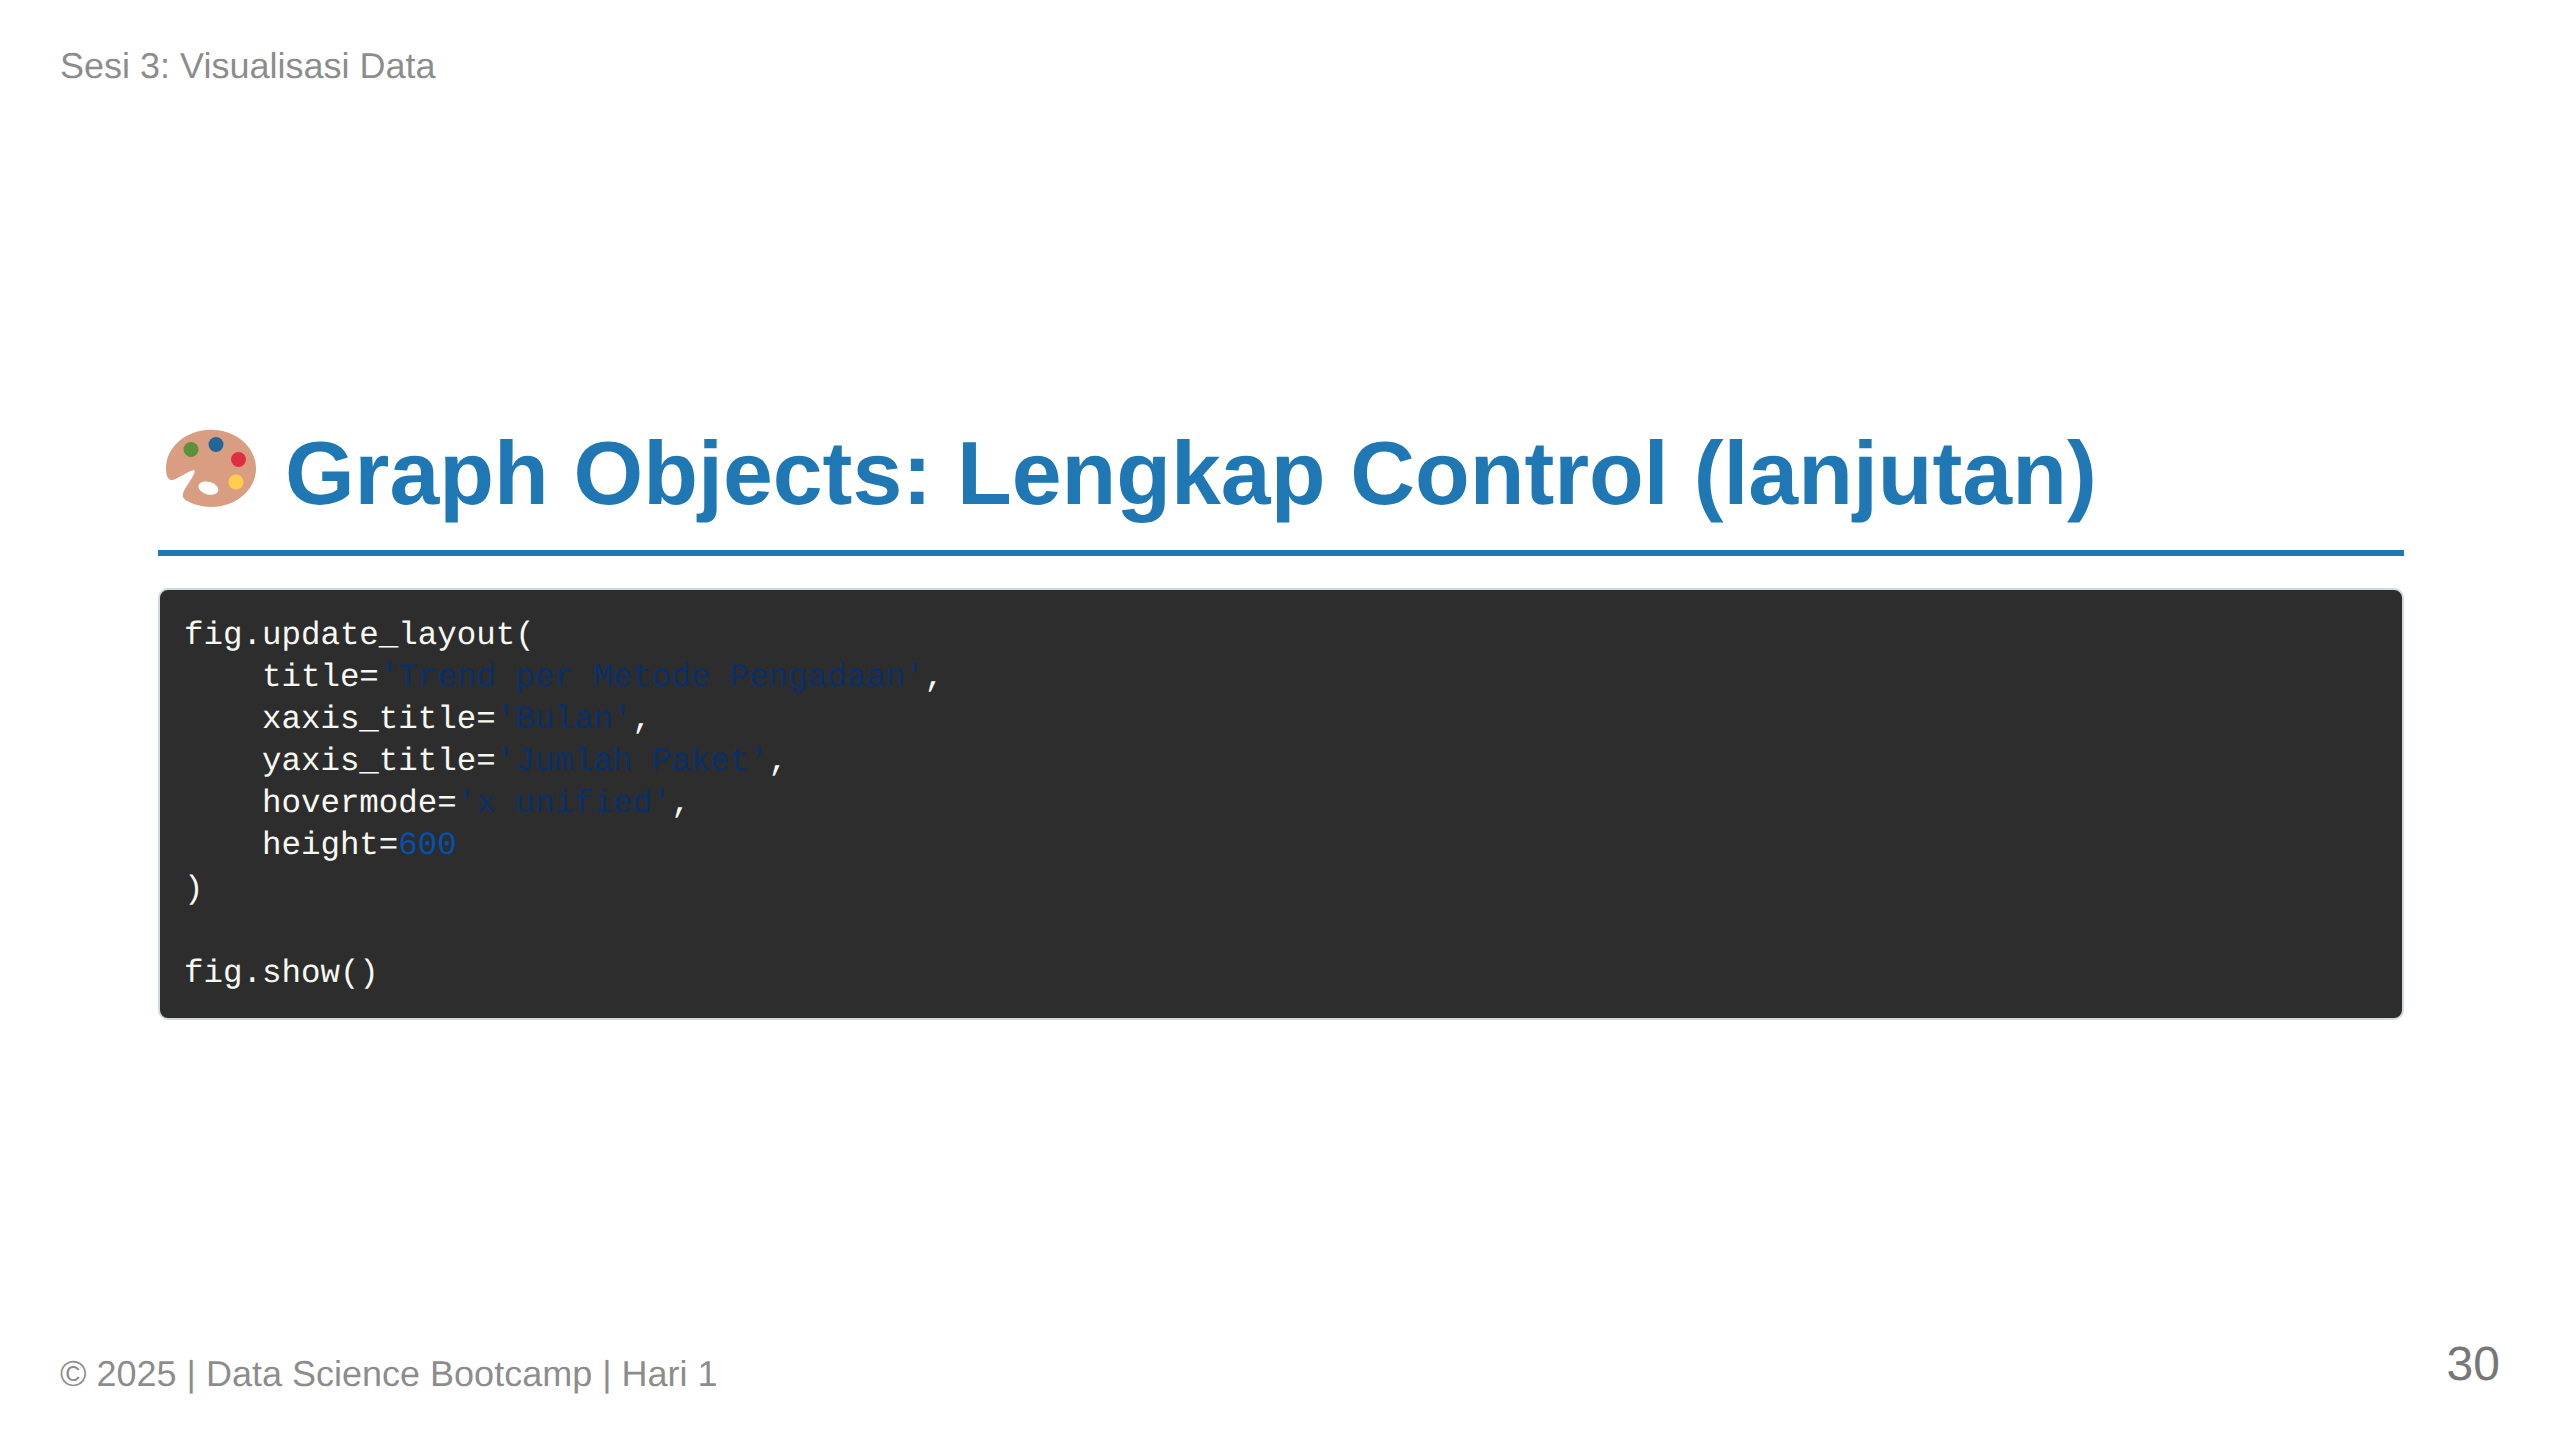 Sesi 3: Visualisasi Data
🎨 Graph Objects: Lengkap Control (lanjutan)
fig.update_layout(
    title='Trend per Metode Pengadaan',
    xaxis_title='Bulan',
    yaxis_title='Jumlah Paket',
    hovermode='x unified',
    height=600
)
fig.show()
© 2025 | Data Science Bootcamp | Hari 1
30